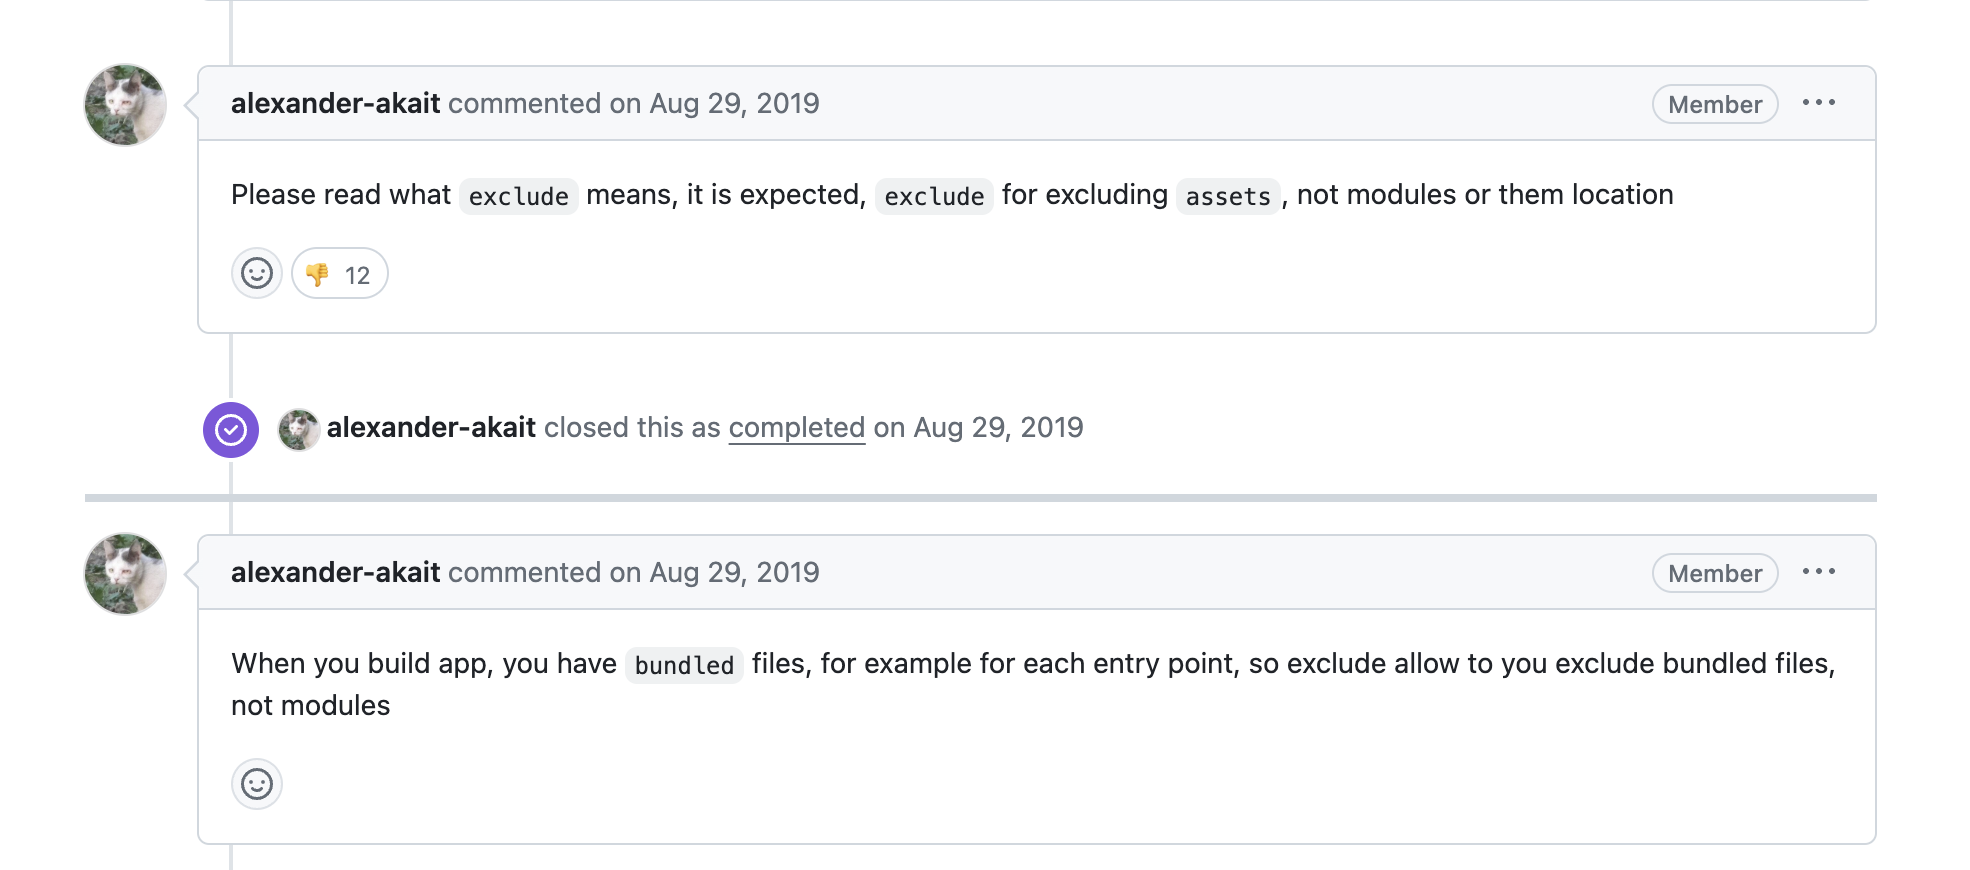 alexander-akait commented on Aug 29, 2019
Member
Please read what exclude means, it is expected, exclude for excluding assets, not modules or them location
12
alexander-akait closed this as completed on Aug 29, 2019
alexander-akait commented on Aug 29, 2019
Member
When you build app, you have bundled files, for example for each entry point, so exclude allow to you exclude bundled files,
not modules